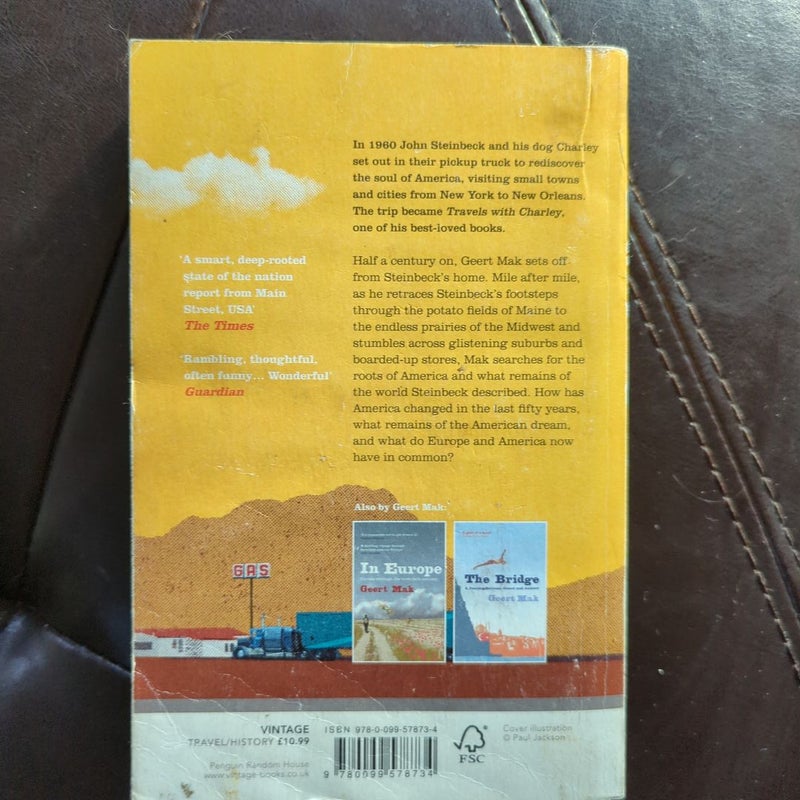 In 1960 John Steinbeck and his dog Charley
set out in their pickup truck to rediscover
the soul of America, visiting small towns
and cities from New York to New Orleans.
The trip became Travels with Charley,
one of his best-loved books.
'A smart, deep-rooted
state of the nation
report from Main
Street, USA'
The Times
'Rambling, thoughtful,
often funny... Wonderful'
Guardian
Half a century on, Geert Mak sets off
from Steinbeck's home. Mile after mile,
as he retraces Steinbeck's footsteps
through the potato fields of Maine to
the endless prairies of the Midwest and
stumbles across glistening suburbs and
boarded-up stores, Mak searches for the
roots of America and what remains of
the world Steinbeck described. How has
America changed in the last fifty years,
what remains of the American dream,
and what do Europe and America now
have in common?
Also by Geert Mak:
GAS
In Europe
Geert Mak
The Bridge
Geert Mak
VINTAGE
TRAVEL/HISTORY £10.99
Penguin Random House
www.vintage-books.co.uk
ISBN 978-0-099-57873-4
9 780099 578734
FSC
Cover illustration
© Paul Jackson